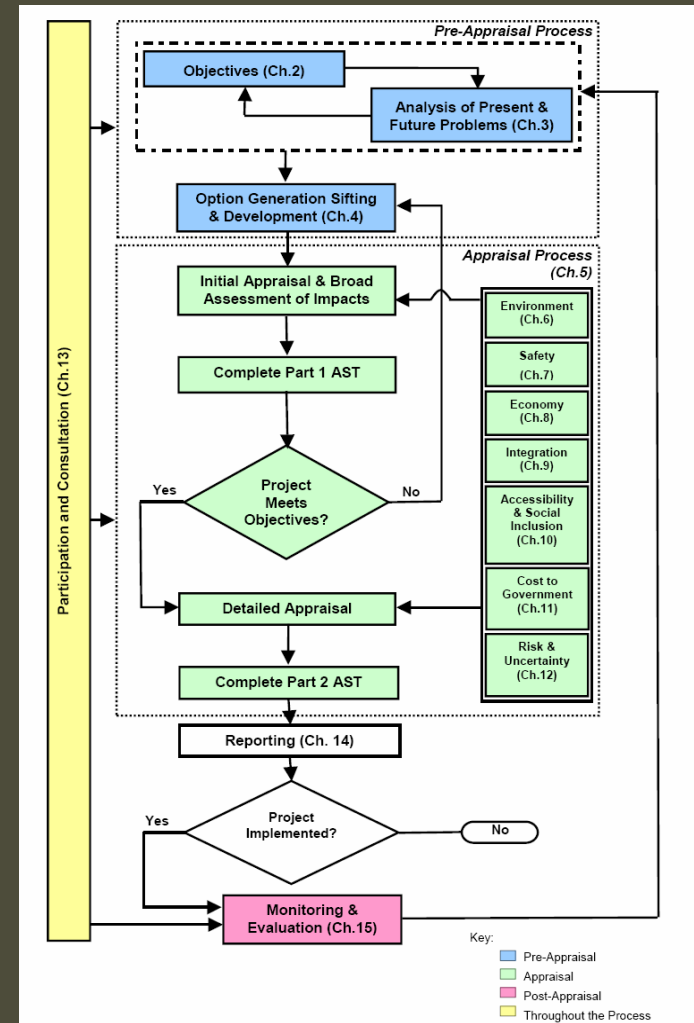 Pre-Appraisal Process
Objectives (Ch.2)
Analysis of Present &
Future Problems (Ch.3)
Option Generation Sifting
& Development (Ch.4)
Appraisal Process
(Ch.5)
Initial Appraisal & Broad
Assessment of Impacts
Environment
(Ch.6)
Safety
(Ch.7)
Complete Part 1 AST
Economy
(Ch.8)
Integration
(Ch.9)
Participation and Consultation (Ch.13)
Yes
Project
Meets
Objectives?
No
Accessibility
& Social
Inclusion
(Ch.10)
Detailed Appraisal
Cost to
Government
(Ch.11)
Complete Part 2 AST
Risk &
Uncertainty
(Ch.12)
Reporting (Ch. 14)
Yes
Project
Implemented?
No
Monitoring &
Evaluation (Ch.15)
Key:
Pre-Appraisal
Appraisal
Post-Appraisal
Throughout the Process